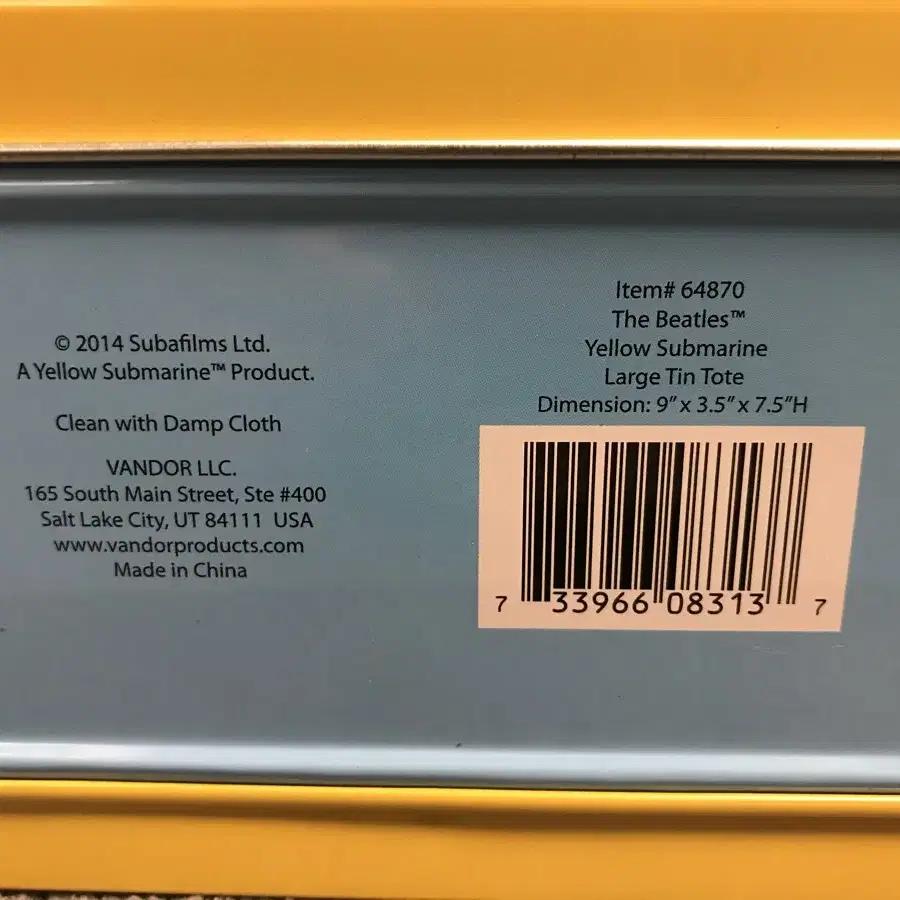 © 2014 Subafilms Ltd.
A Yellow Submarine™ Product.
Clean with Damp Cloth
VANDOR LLC.
165 South Main Street, Ste #400
Salt Lake City, UT 84111 USA
www.vandorproducts.com
Made in China
Item# 64870
The Beatles™
Yellow Submarine
Large Tin Tote
Dimension: 9" x 3.5" x 7.5"H
7 33966 08313 7